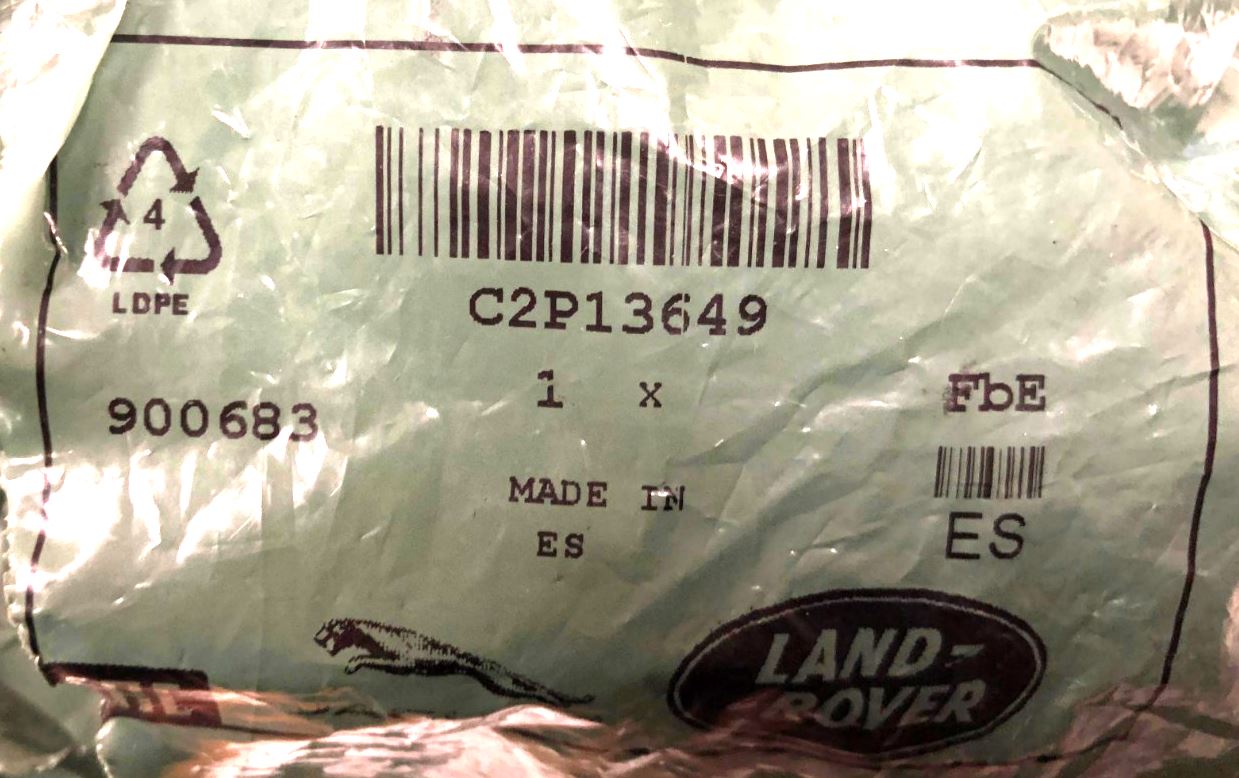 4
LDPE
C2P13649
1 x
FbE
900683
MADE IN
ES
ES
LAND-
ROVER